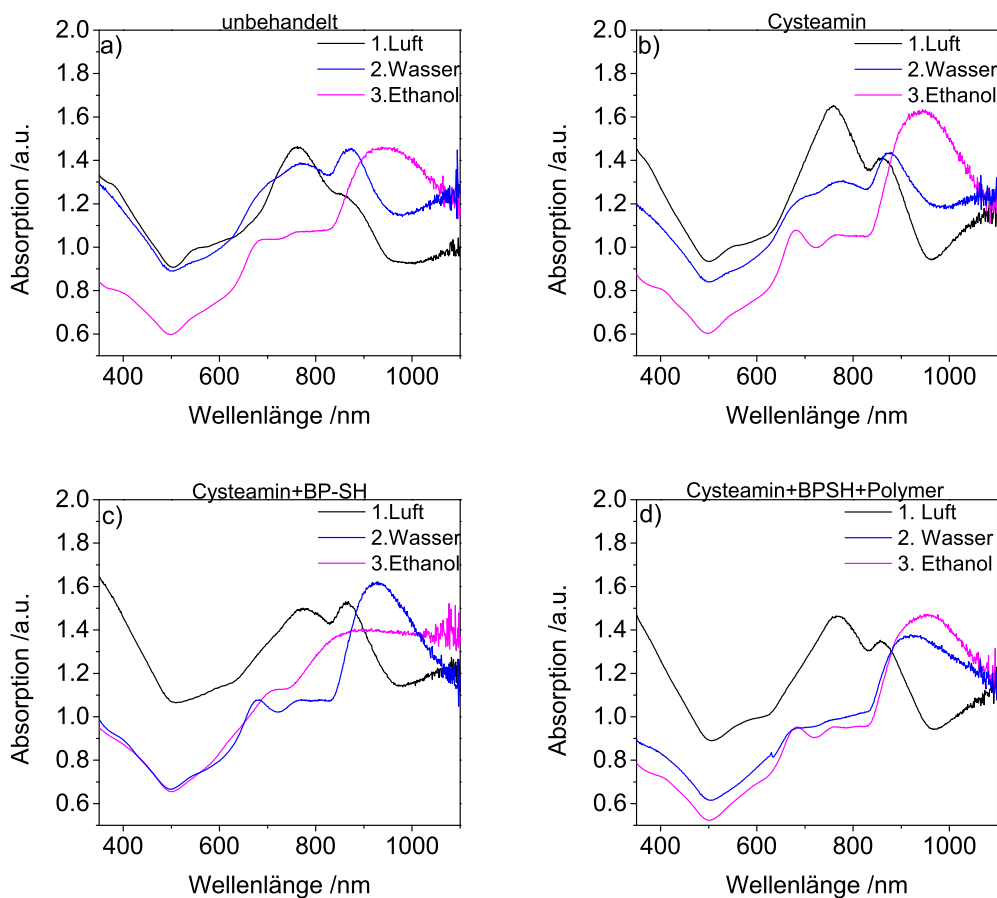 unbehandelt
a)
1.Luft
2.Wasser
3.Ethanol
2.0
1.8
1.6
1.4
1.2
1.0
0.8
0.6
Absorption /a.u.
400 600 800 1000
Wellenlänge /nm
Cysteamin
b)
1.Luft
2.Wasser
3.Ethanol
2.0
1.8
1.6
1.4
1.2
1.0
0.8
0.6
Absorption /a.u.
400 600 800 1000
Wellenlänge /nm
Cysteamin+BP-SH
c)
1.Luft
2.Wasser
3.Ethanol
2.0
1.8
1.6
1.4
1.2
1.0
0.8
0.6
Absorption /a.u.
400 600 800 1000
Wellenlänge /nm
Cysteamin+BPSH+Polymer
d)
1. Luft
2. Wasser
3. Ethanol
2.0
1.8
1.6
1.4
1.2
1.0
0.8
0.6
Absorption /a.u.
400 600 800 1000
Wellenlänge /nm